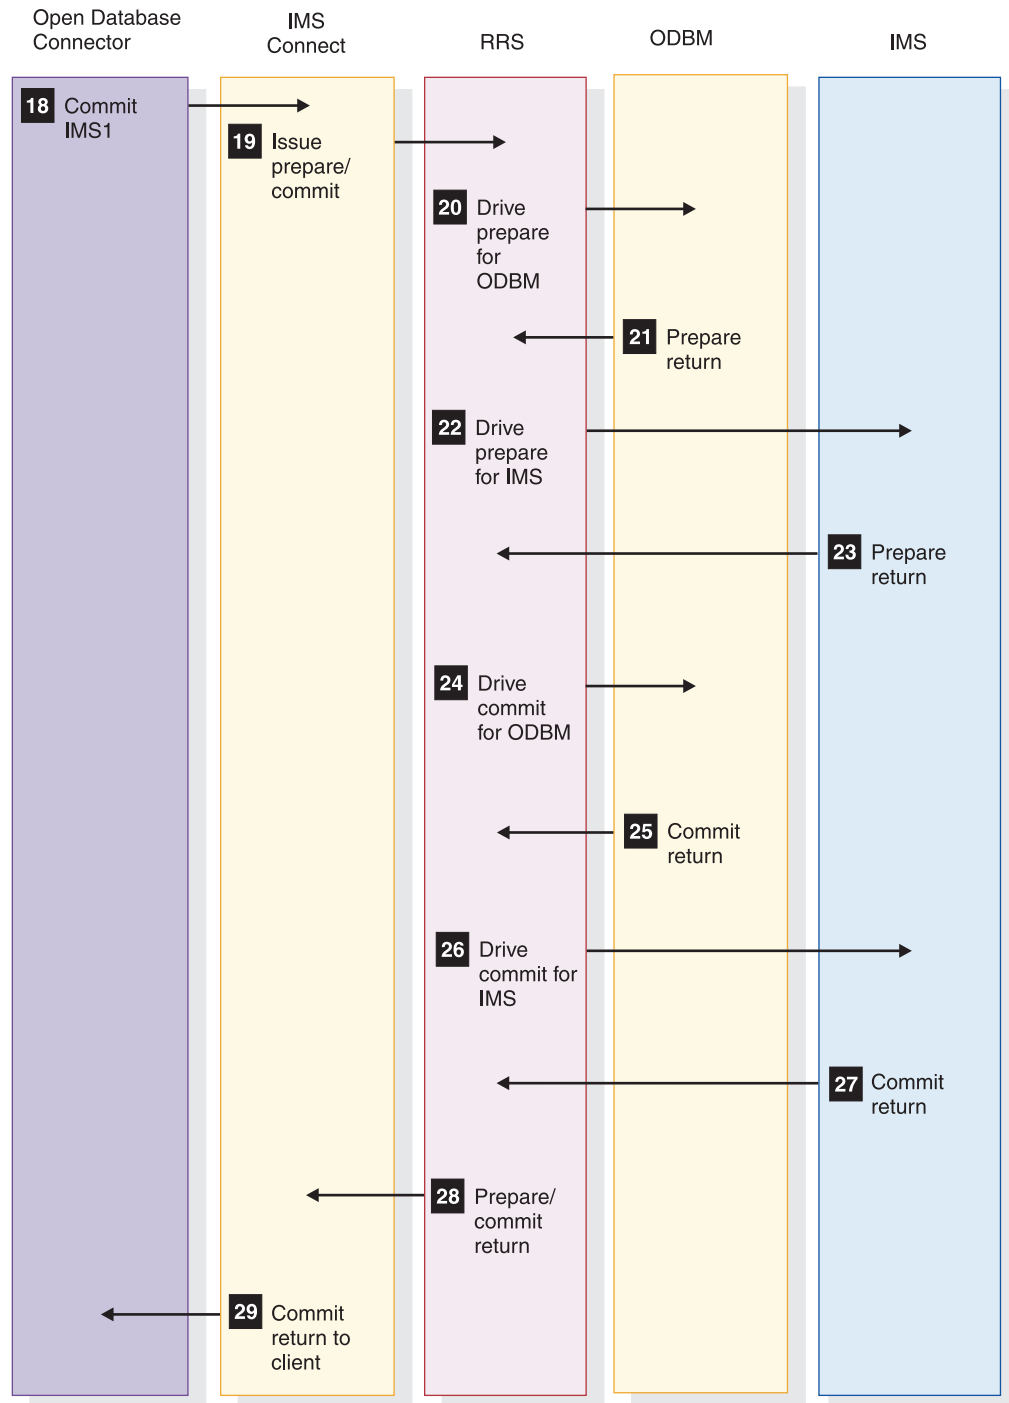 Open Database
Connector
IMS
Connect
RRS
ODBM
IMS
18 Commit
IMS1
19 Issue
prepare/
commit
20 Drive
prepare
for
ODBM
21 Prepare
return
22 Drive
prepare
for IMS
23 Prepare
return
24 Drive
commit
for ODBM
25 Commit
return
26 Drive
commit for
IMS
27 Commit
return
28 Prepare/
commit
return
29 Commit
return to
client